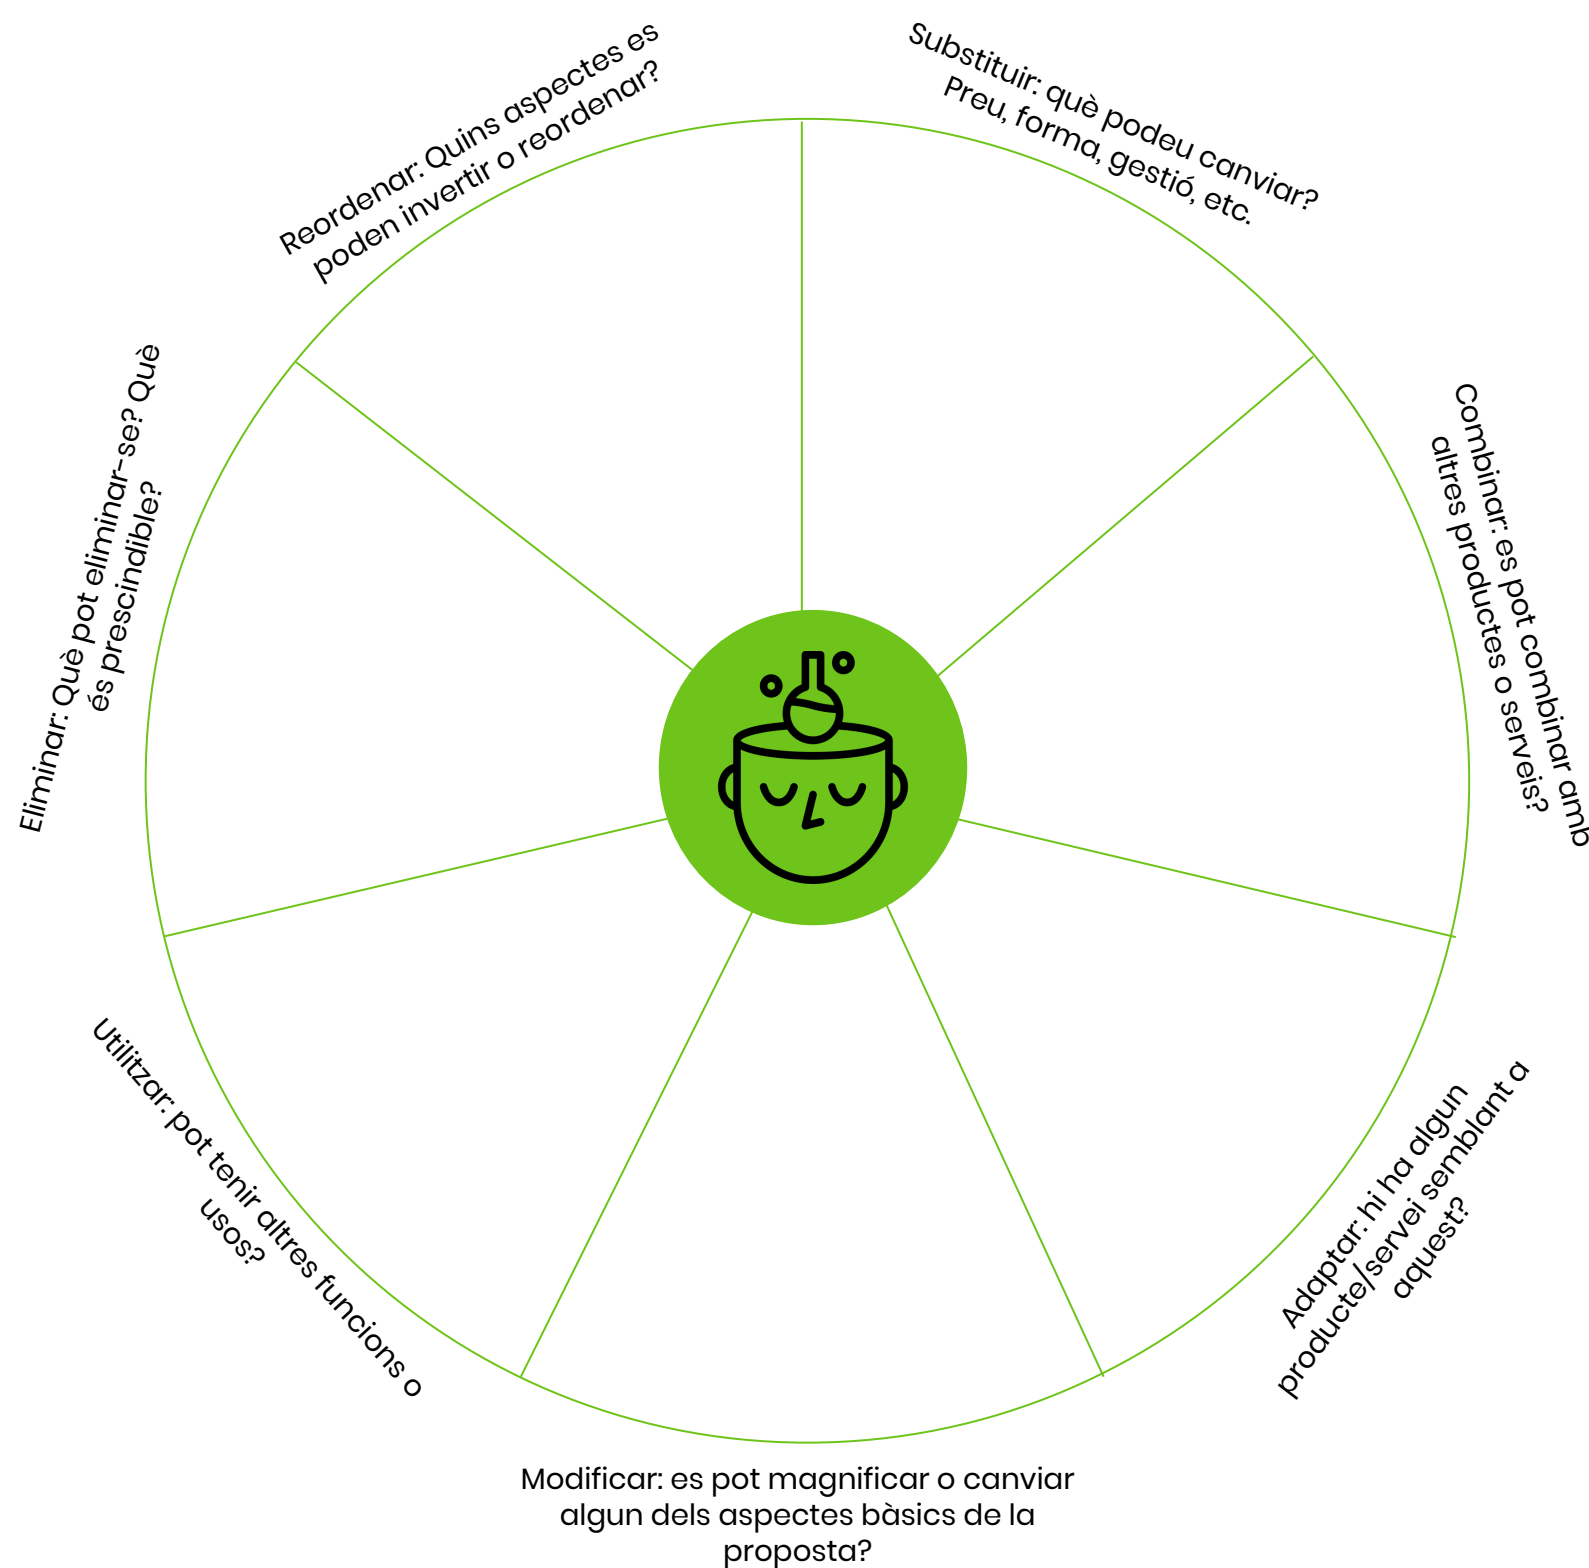 Reordenar: Quins aspectes es
poden invertir o reordenar?
Substituir: què podeu canviar?
Preu, forma, gestió, etc.
Combinar: es pot combinar amb
altres productes o serveis?
Adaptar: hi ha algun
producte/servei semblant a
aquest?
Modificar: es pot magnificar o canviar
algun dels aspectes bàsics de la
proposta?
Utilitzar: pot tenir altres funcions o
usos?
Eliminar: Què pot eliminar-se? Què
és prescindible?